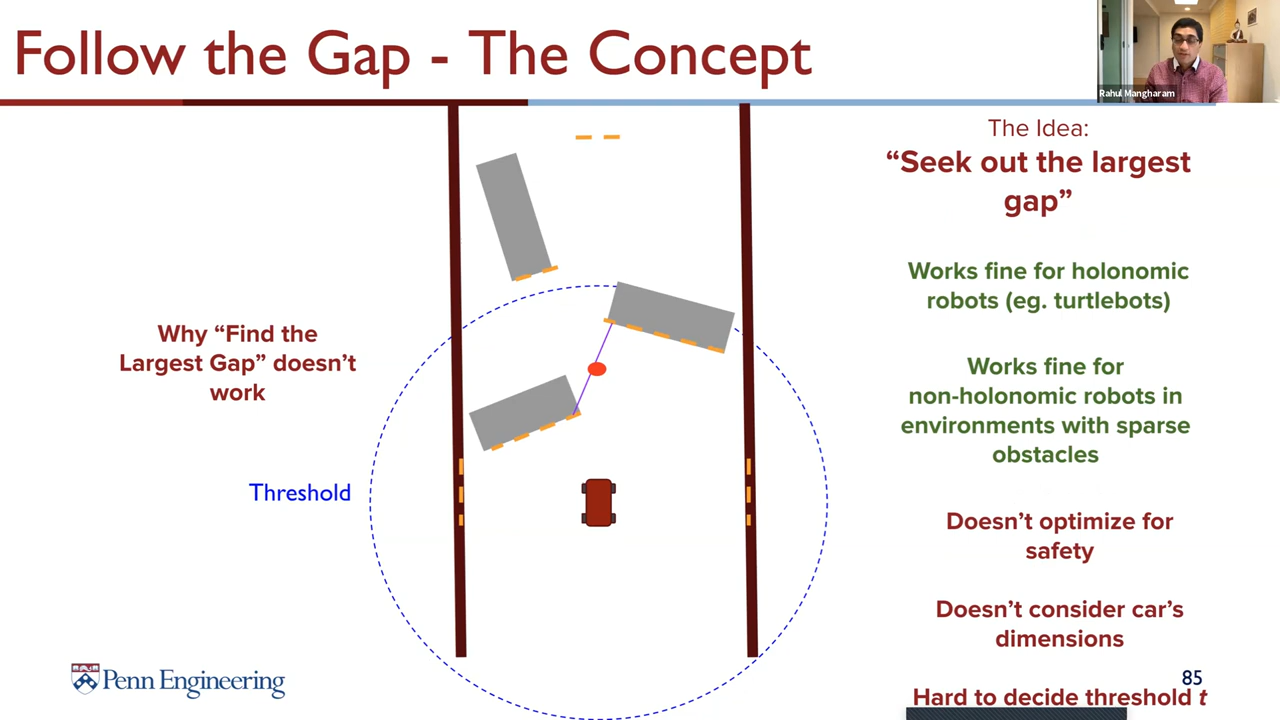 Follow the Gap - The Concept
Rahul Mangharam
The Idea:
“Seek out the largest
gap”
Works fine for holonomic
robots (eg. turtlebots)
Why “Find the
Largest Gap” doesn’t
work
Works fine for
non-holonomic robots in
environments with sparse
obstacles
Threshold
Doesn’t optimize for
safety
Doesn’t consider car’s
dimensions
Hard to decide threshold t
Penn Engineering
85